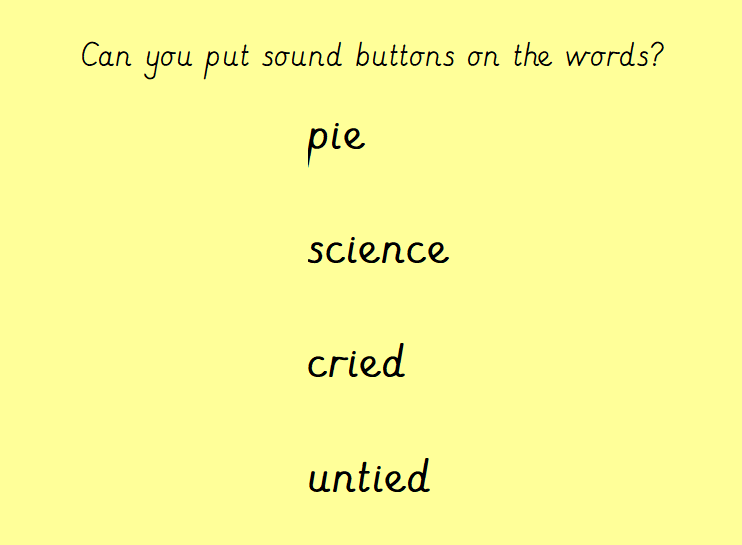 Can you put sound buttons on the words?
pie
science
cried
untied